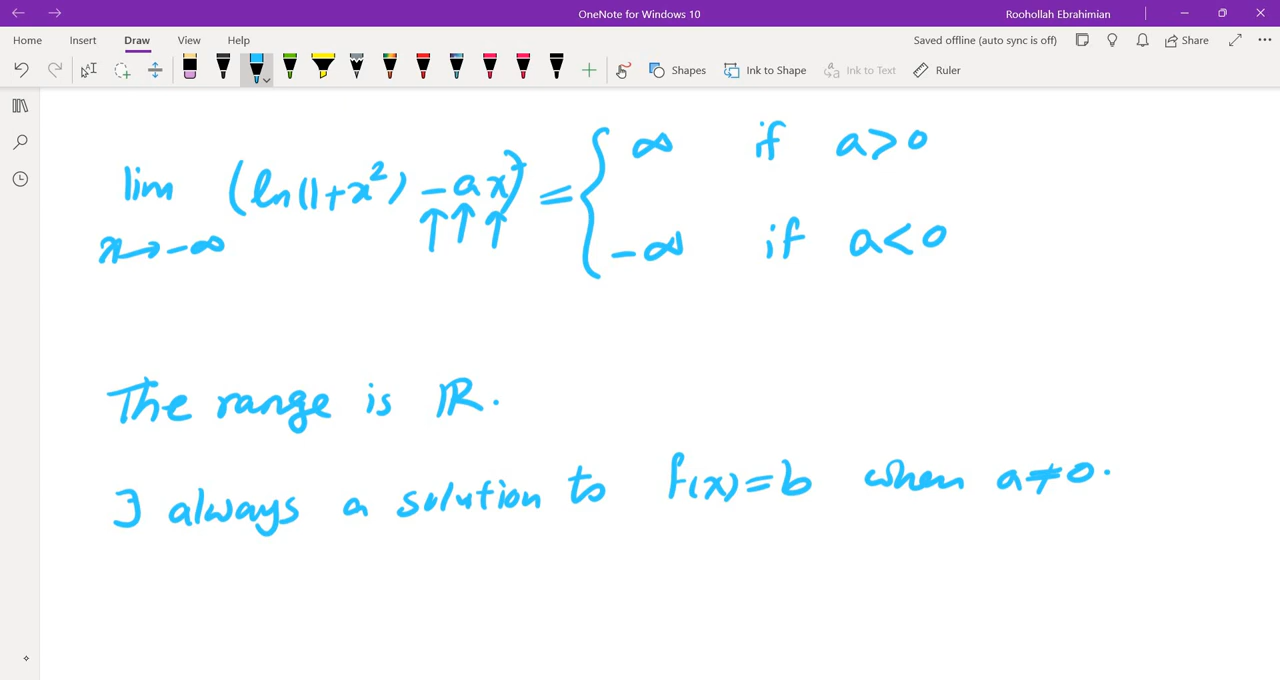 OneNote for Windows 10
Roohollah Ebrahimian
Home Insert Draw View Help
Saved offline (auto sync is off)
Share
Shapes
Ink to Shape
Ink to Text
Ruler
lim (ln(1+x²) -ax) = { ∞ if a>0
x→-∞ ↑↑↑ -∞ if a<0
The range is ℝ.
∃ always a solution to f(x)=b when a≠0.